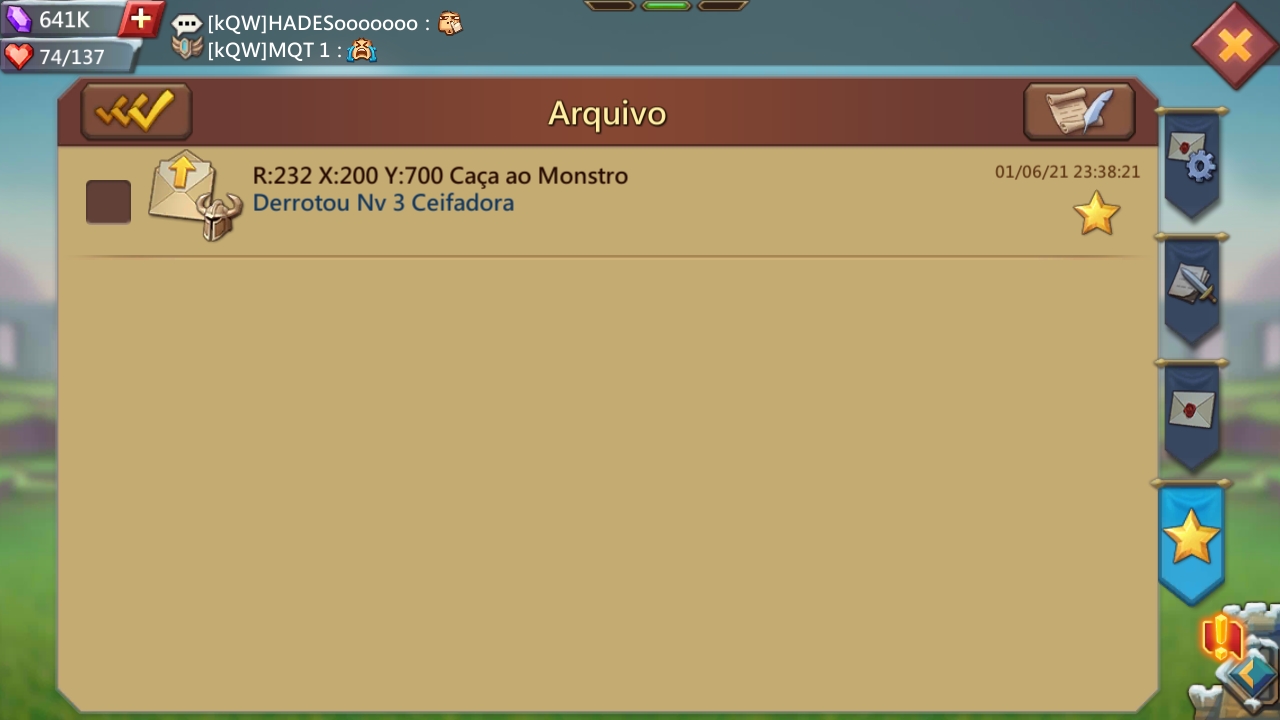 641K
74/137
[kQW]HADESooooooo :
[kQW]MQT 1 :
Arquivo
R:232 X:200 Y:700 Caça ao Monstro
Derrotou Nv 3 Ceifadora
01/06/21 23:38:21